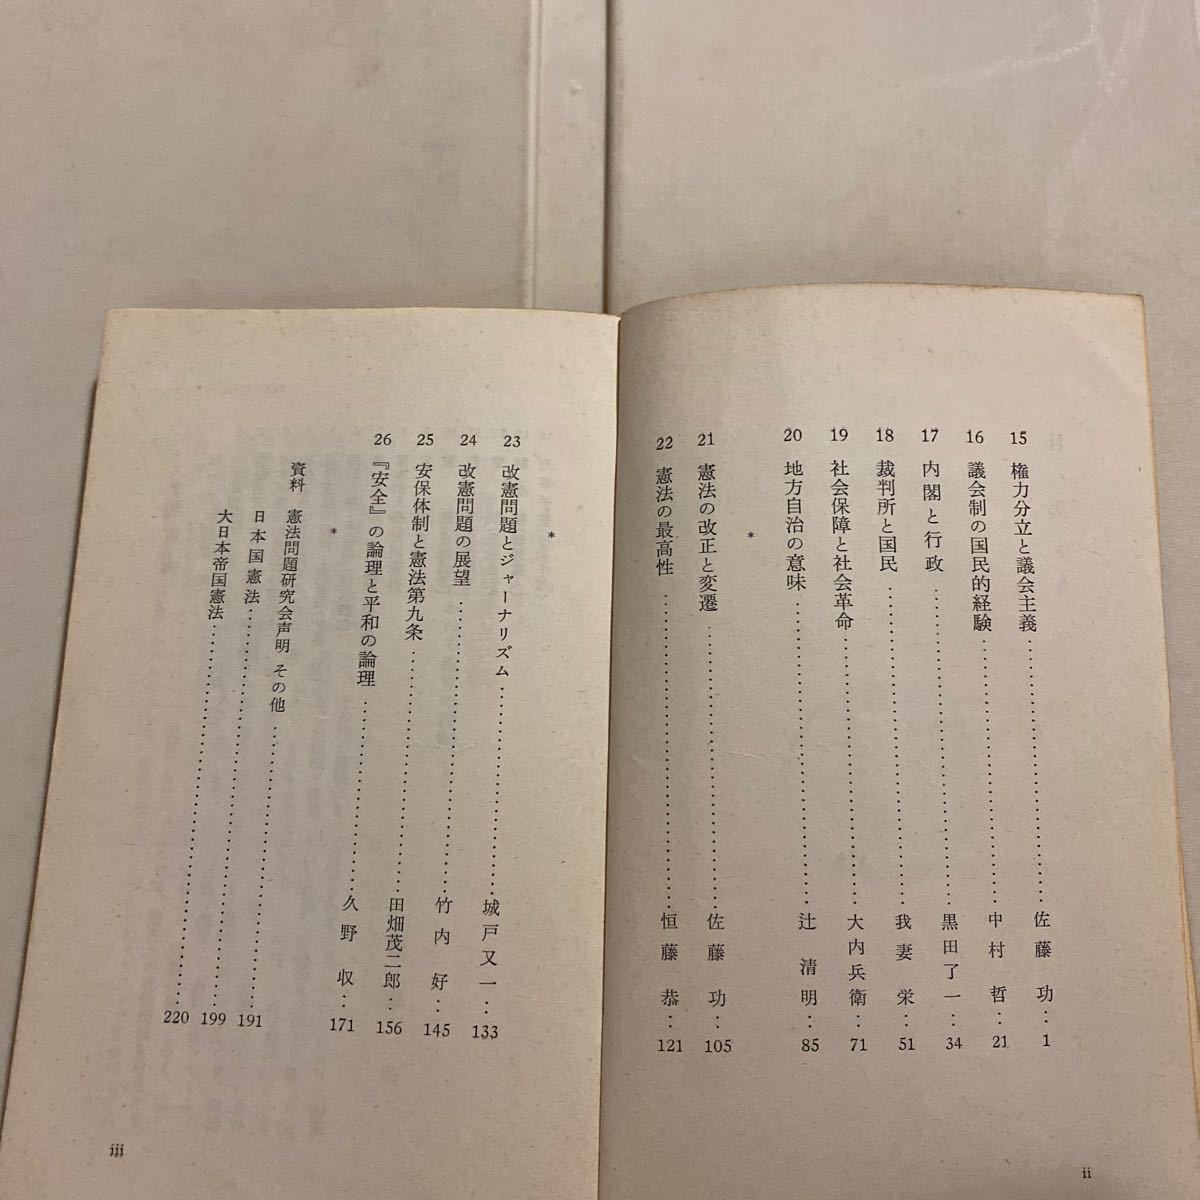 15 権力分立と議会主義……佐藤 功…1
16 議会制の国民的経験……中村 哲…21
17 内閣と行政……黒田了一…34
18 裁判所と国民……我妻 栄…51
19 社会保障と社会革命……大内兵衛…71
20 地方自治の意味……辻 清明…85
*
21 憲法の改正と変遷……佐藤 功…105
22 憲法の最高性……恒藤 恭…121
ii
*
23 改憲問題とジャーナリズム……城戸又一…133
24 改憲問題の展望……竹内 好…145
25 安保体制と憲法第九条……田畑茂二郎…156
26 『安全』の論理と平和の論理……久野 収…171
*
資料 憲法問題研究会声明 その他……191
日本国憲法……199
大日本帝国憲法……220
iii